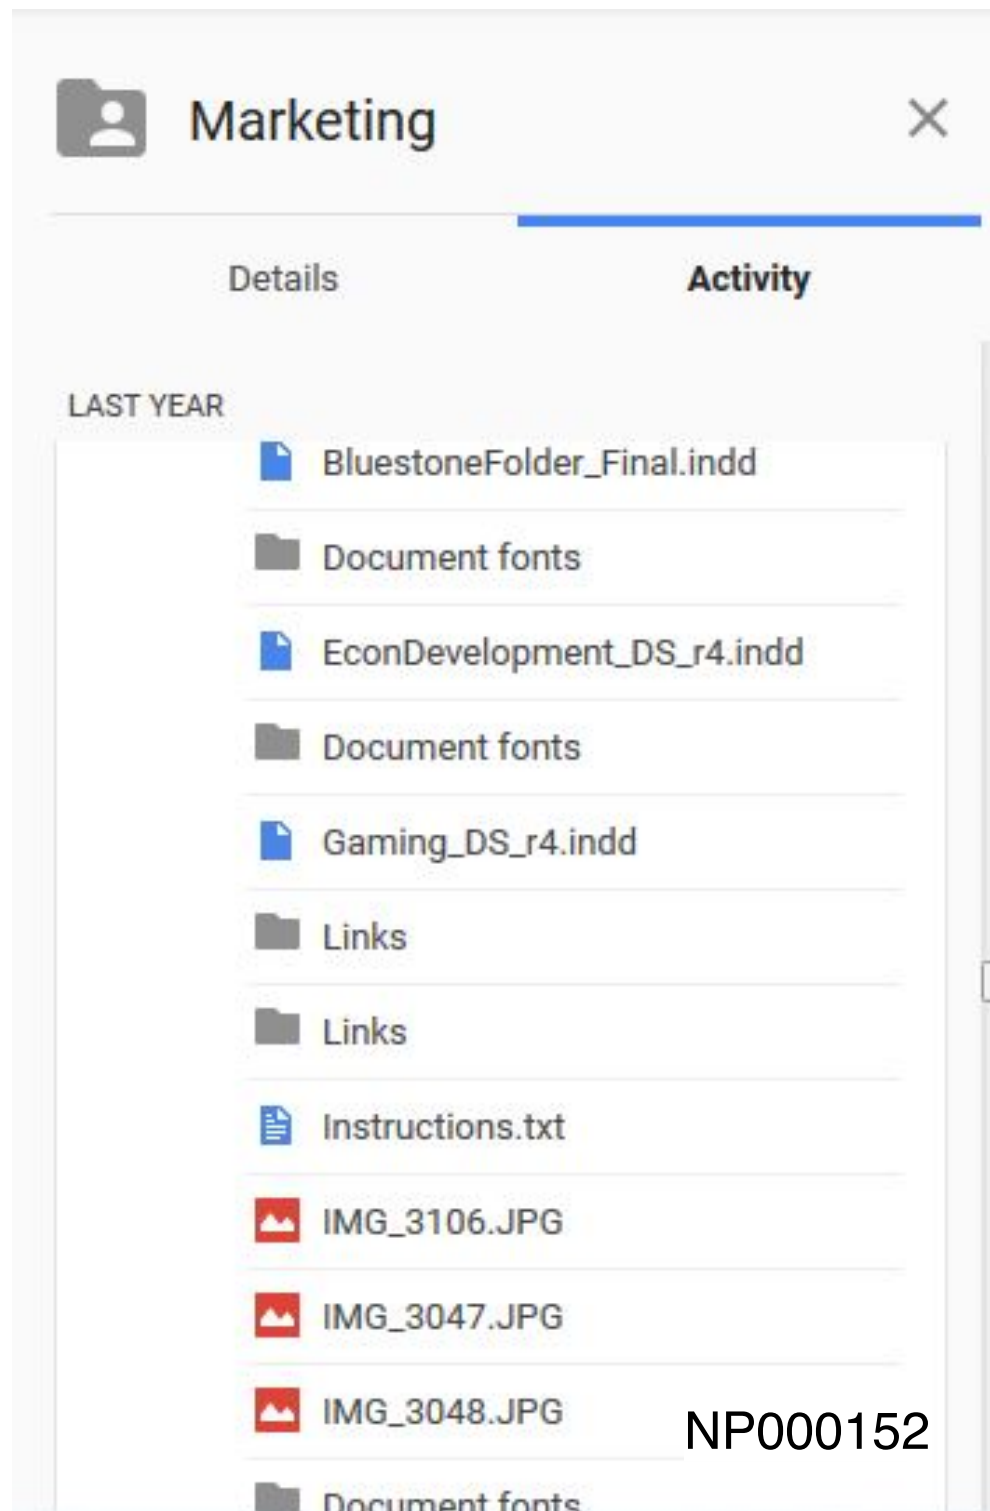 Marketing
Details
Activity
LAST YEAR
BluestoneFolder_Final.indd
Document fonts
EconDevelopment_DS_r4.indd
Document fonts
Gaming_DS_r4.indd
Links
Links
Instructions.txt
IMG_3106.JPG
IMG_3047.JPG
IMG_3048.JPG
NP000152
Document fonts